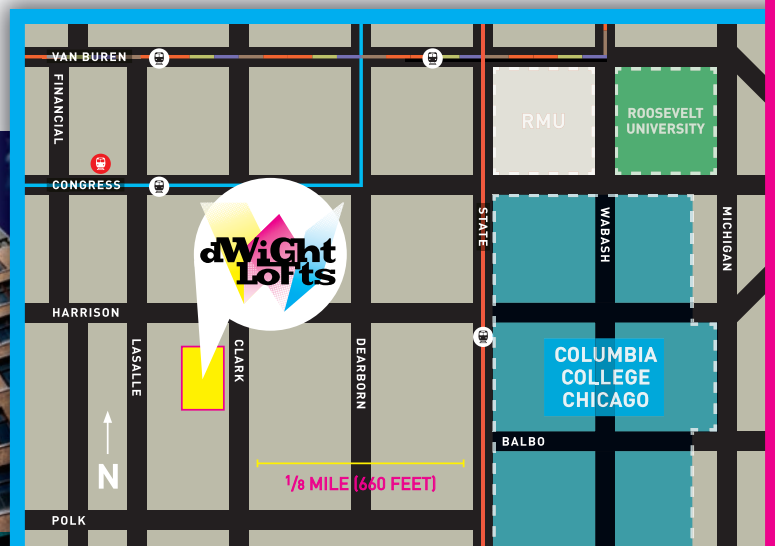 VAN BUREN
FINANCIAL
RMU
ROOSEVELT
UNIVERSITY
CONGRESS
STATE
WABASH
MICHIGAN
dWiGht
LoFts
HARRISON
LASALLE
CLARK
DEARBORN
COLUMBIA
COLLEGE
CHICAGO
BALBO
N
1/8 MILE (660 FEET)
POLK